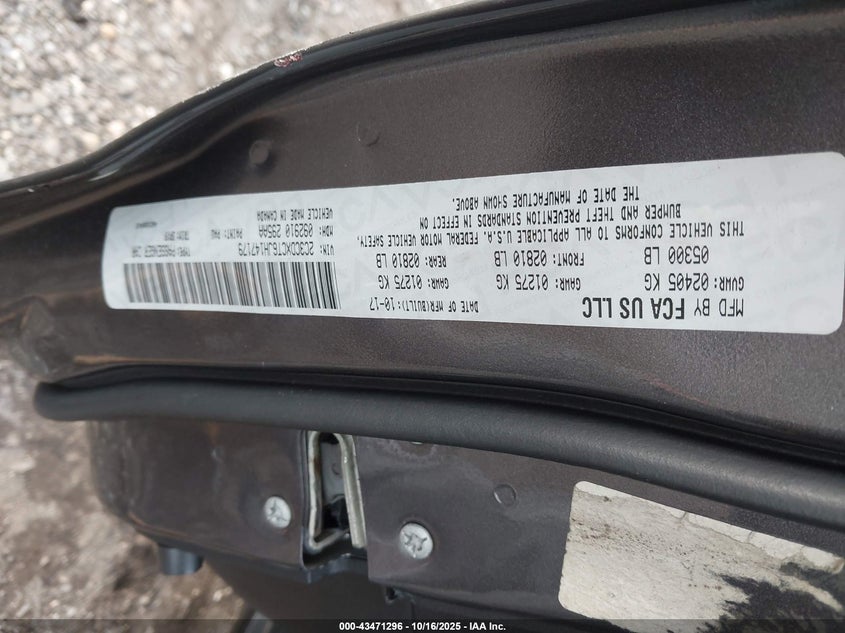 MFD BY FCA US LLC
DATE OF MFR(BUILT): 10-17
GVWR: 02405 KG
05300 LB
GAWR: 01275 KG
FRONT: 02810 LB
GAWR: 01275 KG
REAR: 02810 LB
THIS VEHICLE CONFORMS TO ALL APPLICABLE U.S.A. FEDERAL MOTOR VEHICLE SAFETY,
BUMPER AND THEFT PREVENTION STANDARDS IN EFFECT ON
THE DATE OF MANUFACTURE SHOWN ABOVE.
VIN: 2C3CDXCT6JH147179
TYPE: PASSENGER CAR
MDH: 092910 295AA
PAINT: PAU
VEHICLE MADE IN CANADA
000-43471296 - 10/16/2025 - IAA Inc.